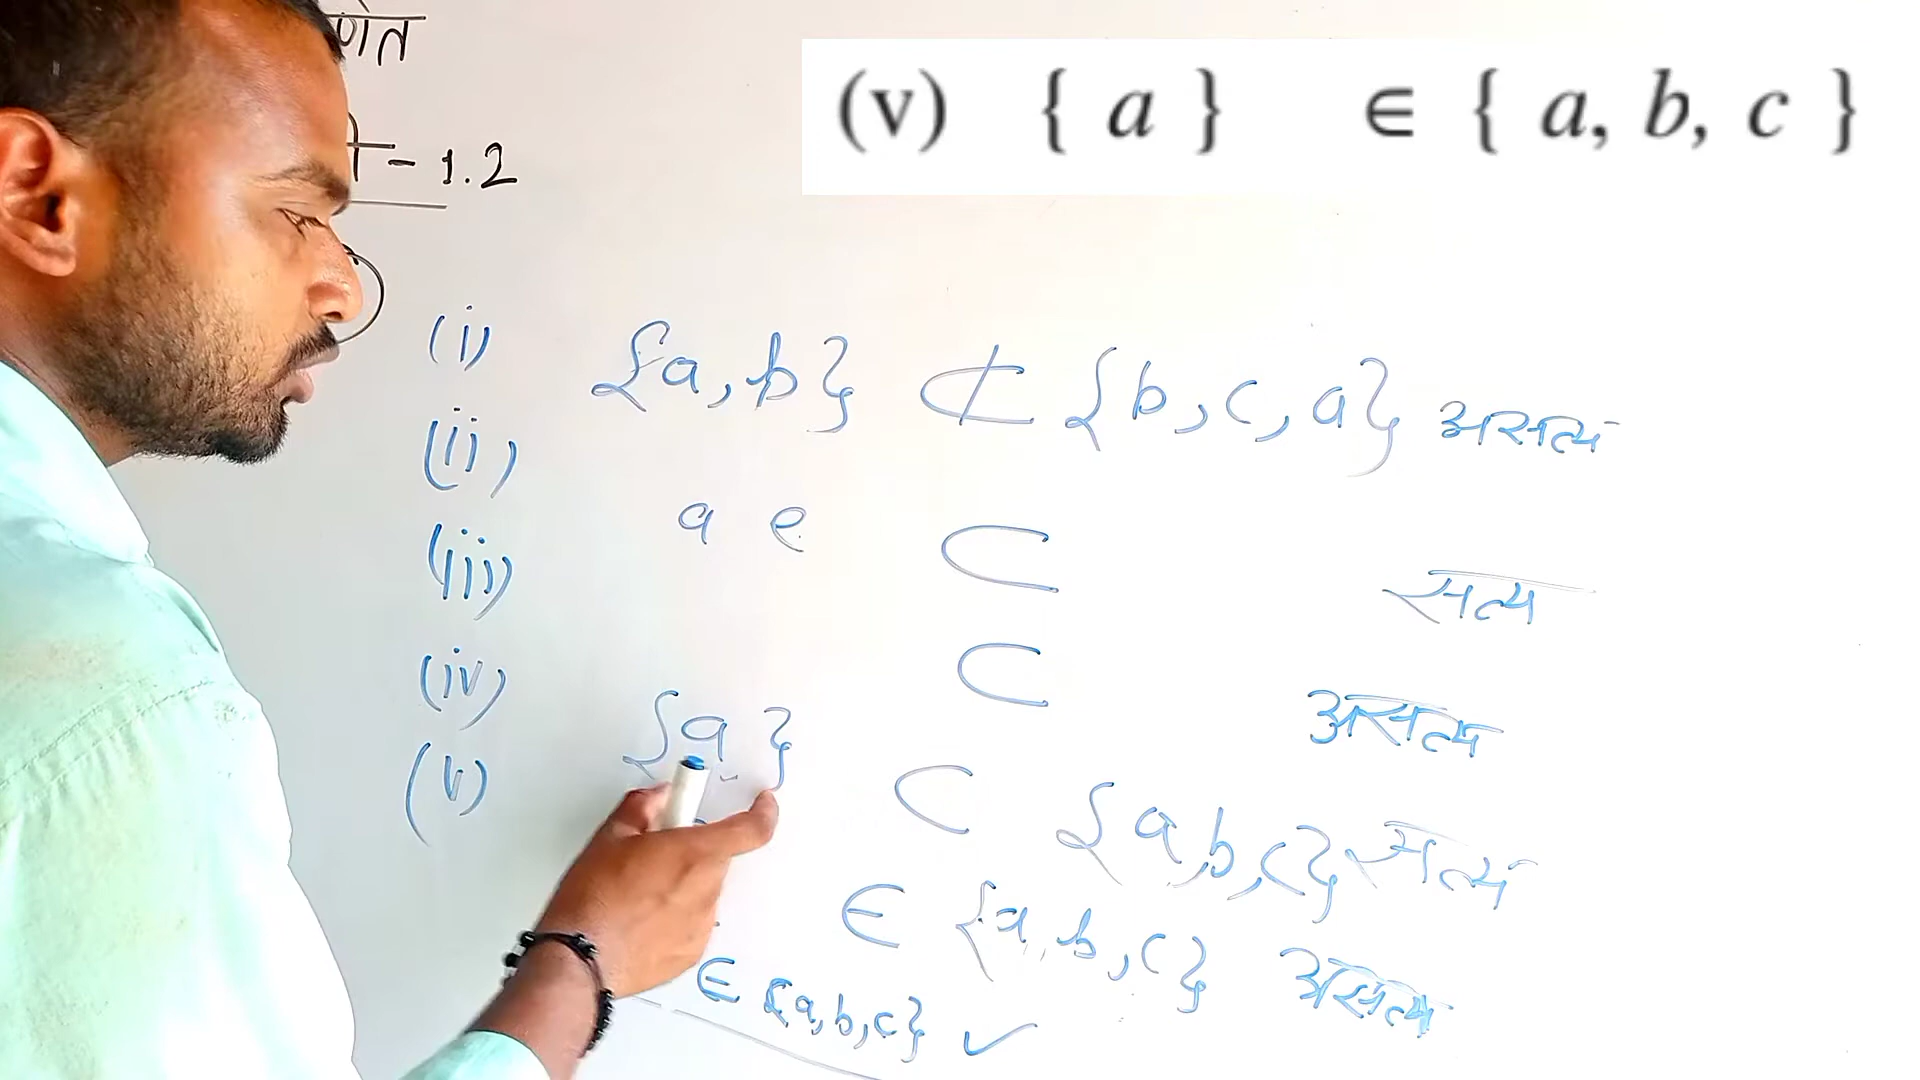 (v) { a } ∈ { a, b, c }
- 1.2
(i) {a, b} ⊄ {b, c, a} असत्य
(ii) a e ⊂ सत्य
(iii) ⊂ असत्य
(iv) {a} ⊂ {a, b, c} सत्य
(v) ∈ {a, b, c} असत्य
∈ {a, b, c} ✓